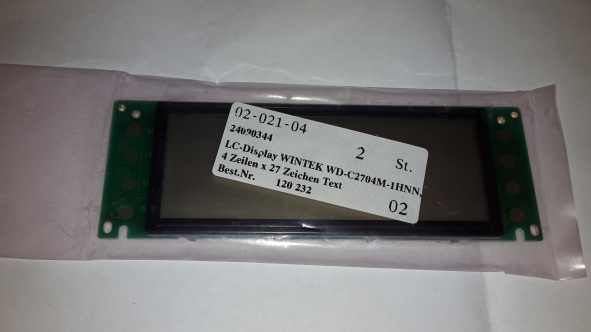 02-021-04
24090344 2 St.
LC-Display WINTEK WD-C2704M-1HNN
4 Zeilen x 27 Zeichen Text
Best.Nr. 120 232
02